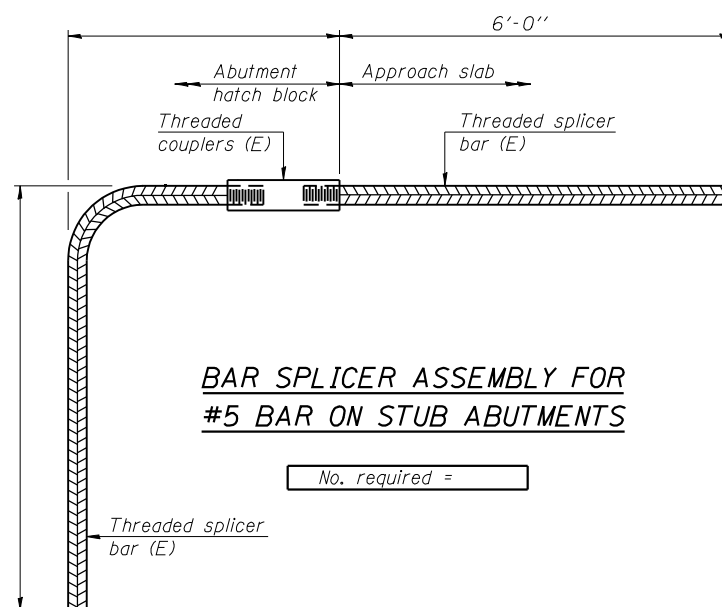 6'-0"
Abutment
hatch block
Approach slab
Threaded
couplers (E)
Threaded splicer
bar (E)
BAR SPLICER ASSEMBLY FOR
#5 BAR ON STUB ABUTMENTS
No. required =
Threaded splicer
bar (E)